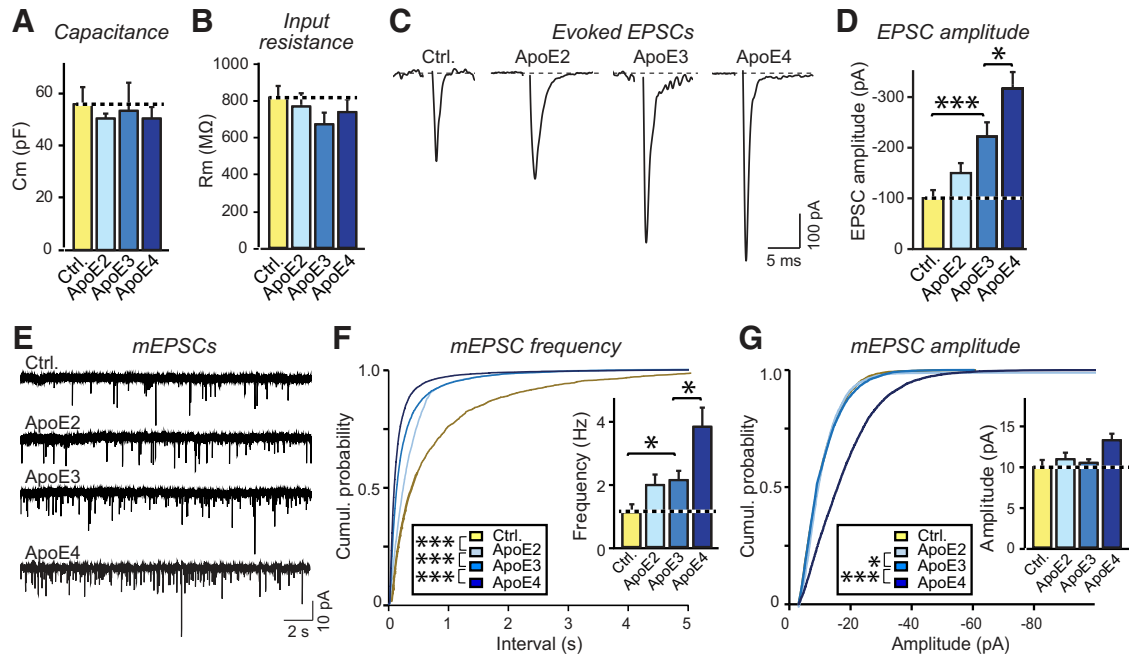 A
Capacitance
Cm (pF)
60
40
20
0
Ctrl.
ApoE2
ApoE3
ApoE4
B
Input
resistance
Rm (MΩ)
1000
800
600
400
200
0
Ctrl.
ApoE2
ApoE3
ApoE4
C
Evoked EPSCs
Ctrl.
ApoE2
ApoE3
ApoE4
100 pA
5 ms
D
EPSC amplitude
EPSC amplitude (pA)
-300
-200
-100
0
***
*
Ctrl.
ApoE2
ApoE3
ApoE4
E
mEPSCs
Ctrl.
ApoE2
ApoE3
ApoE4
10 pA
2 s
F
mEPSC frequency
Cumul. probability
1.0
0.5
0
0 1 2 3 4 5
Interval (s)
*** Ctrl.
*** ApoE2
*** ApoE3
ApoE4
Frequency (Hz)
4
2
0
*
*
Ctrl.
ApoE2
ApoE3
ApoE4
G
mEPSC amplitude
Cumul. probability
1.0
0.5
0
0 -20 -40 -60 -80
Amplitude (pA)
Ctrl.
* ApoE2
*** ApoE3
ApoE4
Amplitude (pA)
15
10
5
0
Ctrl.
ApoE2
ApoE3
ApoE4